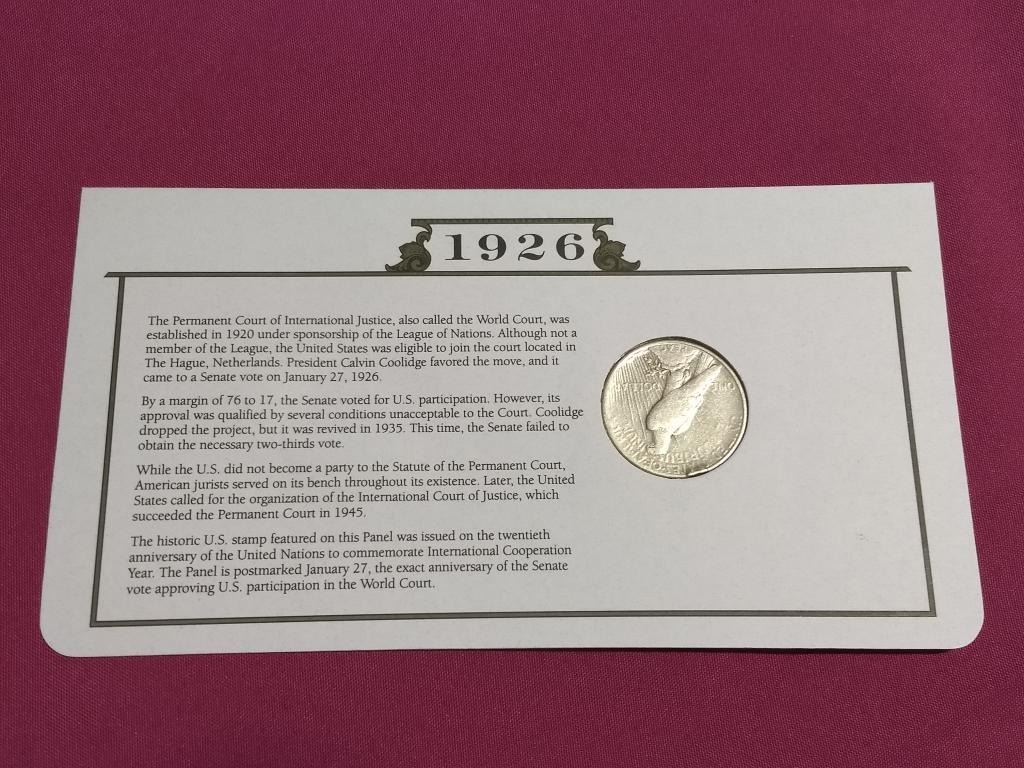 1926
The Permanent Court of International Justice, also called the World Court, was
established in 1920 under sponsorship of the League of Nations. Although not a
member of the League, the United States was eligible to join the court located in
The Hague, Netherlands. President Calvin Coolidge favored the move, and it
came to a Senate vote on January 27, 1926.
By a margin of 76 to 17, the Senate voted for U.S. participation. However, its
approval was qualified by several conditions unacceptable to the Court. Coolidge
dropped the project, but it was revived in 1935. This time, the Senate failed to
obtain the necessary two-thirds vote.
While the U.S. did not become a party to the Statute of the Permanent Court,
American jurists served on its bench throughout its existence. Later, the United
States called for the organization of the International Court of Justice, which
succeeded the Permanent Court in 1945.
The historic U.S. stamp featured on this Panel was issued on the twentieth
anniversary of the United Nations to commemorate International Cooperation
Year. The Panel is postmarked January 27, the exact anniversary of the Senate
vote approving U.S. participation in the World Court.
ONE DOLLAR